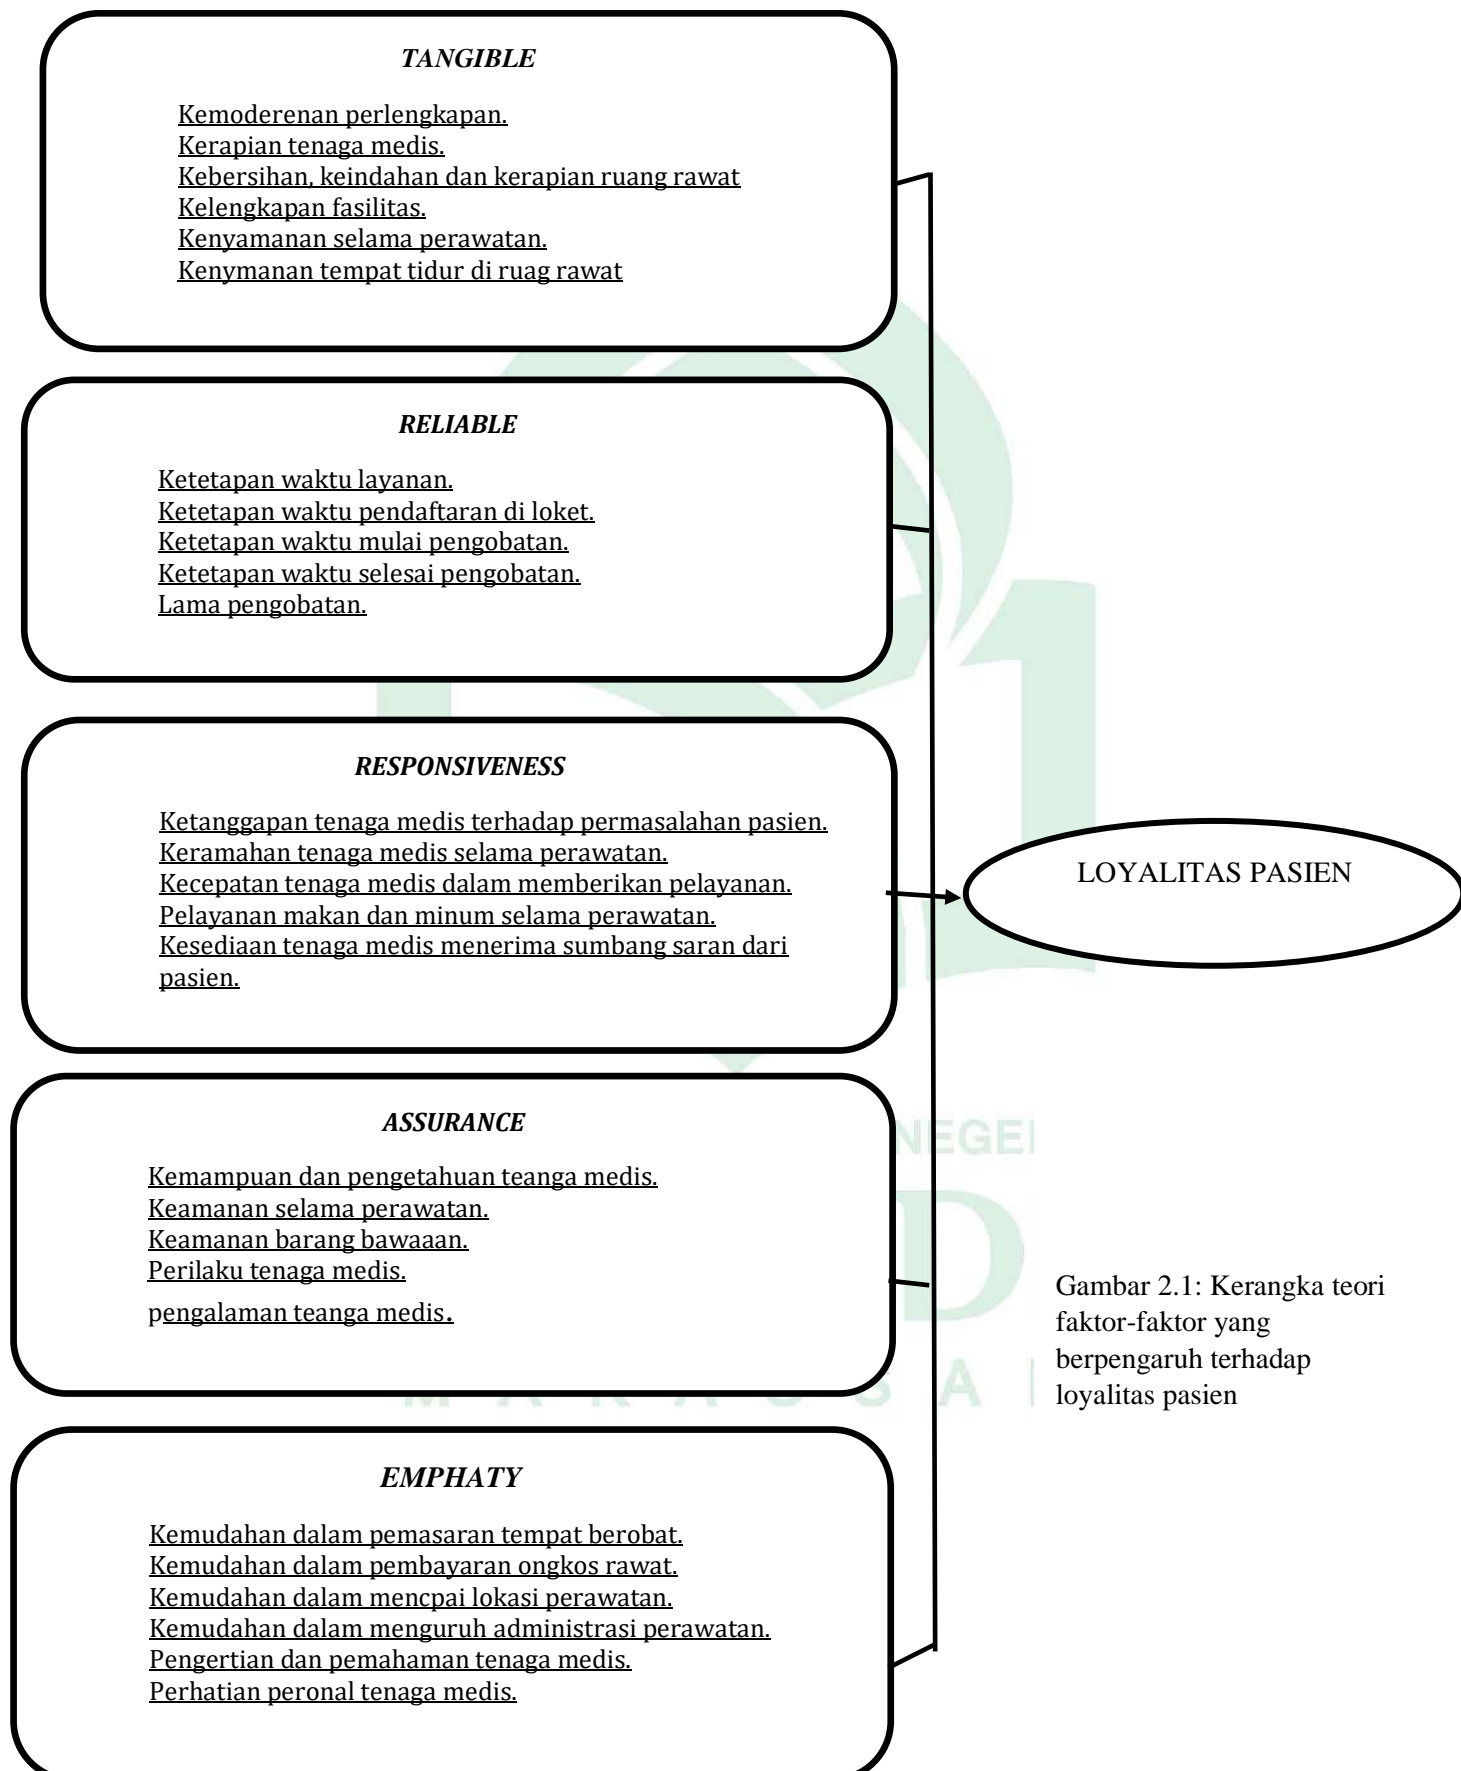 TANGIBLE
Kemoderenan perlengkapan.
Kerapian tenaga medis.
Kebersihan, keindahan dan kerapian ruang rawat
Kelengkapan fasilitas.
Kenyamanan selama perawatan.
Kenymanan tempat tidur di ruag rawat
RELIABLE
Ketetapan waktu layanan.
Ketetapan waktu pendaftaran di loket.
Ketetapan waktu mulai pengobatan.
Ketetapan waktu selesai pengobatan.
Lama pengobatan.
RESPONSIVENESS
Ketanggapan tenaga medis terhadap permasalahan pasien.
Keramahan tenaga medis selama perawatan.
Kecepatan tenaga medis dalam memberikan pelayanan.
Pelayanan makan dan minum selama perawatan.
Kesediaan tenaga medis menerima sumbang saran dari
pasien.
LOYALITAS PASIEN
ASSURANCE
Kemampuan dan pengetahuan teanga medis.
Keamanan selama perawatan.
Keamanan barang bawaaan.
Perilaku tenaga medis.
pengalaman teanga medis.
Gambar 2.1: Kerangka teori
faktor-faktor yang
berpengaruh terhadap
loyalitas pasien
EMPHATY
Kemudahan dalam pemasaran tempat berobat.
Kemudahan dalam pembayaran ongkos rawat.
Kemudahan dalam mencpai lokasi perawatan.
Kemudahan dalam menguruh administrasi perawatan.
Pengertian dan pemahaman tenaga medis.
Perhatian peronal tenaga medis.